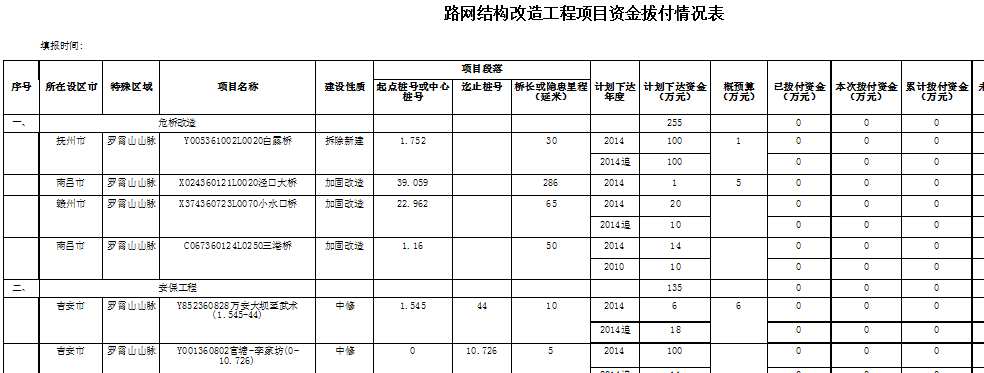 路网结构改造工程项目资金拨付情况表
填报时间:
序号 所在设区市 特殊区域 项目名称 建设性质 项目段落 计划下达年度 计划下达资金(万元) 概预算(万元) 已拨付资金(万元) 本次拨付资金(万元) 累计拨付资金(万元)
起点桩号或中心桩号 迄止桩号 桥长或隐患里程(延米)
一、 危桥改造 255 0 0 0
抚州市 罗霄山山脉 Y005361002L0020白露桥 拆除新建 1.752 30 2014 100 1 0 0 0
2014追 100 0 0 0
南昌市 罗霄山山脉 X024360121L0020泾口大桥 加固改造 39.059 286 2014 1 5 0 0 0
赣州市 罗霄山山脉 X374360723L0070小水口桥 加固改造 22.962 65 2014 20 0 0 0
2014追 10 0 0 0
南昌市 罗霄山山脉 C067360124L0250三港桥 加固改造 1.16 50 2014 14 0 0 0
2010 10 0 0 0
二、 安保工程 135 0 0 0
吉安市 罗霄山山脉 Y852360828万安大坝至武术 中修 1.545 44 10 2014 6 6 0 0 0
(1.545-44)
2014追 18 0 0 0
吉安市 罗霄山山脉 Y001360802官塘-李家坊(0- 中修 0 10.726 5 2014 100 0 0 0
10.726)